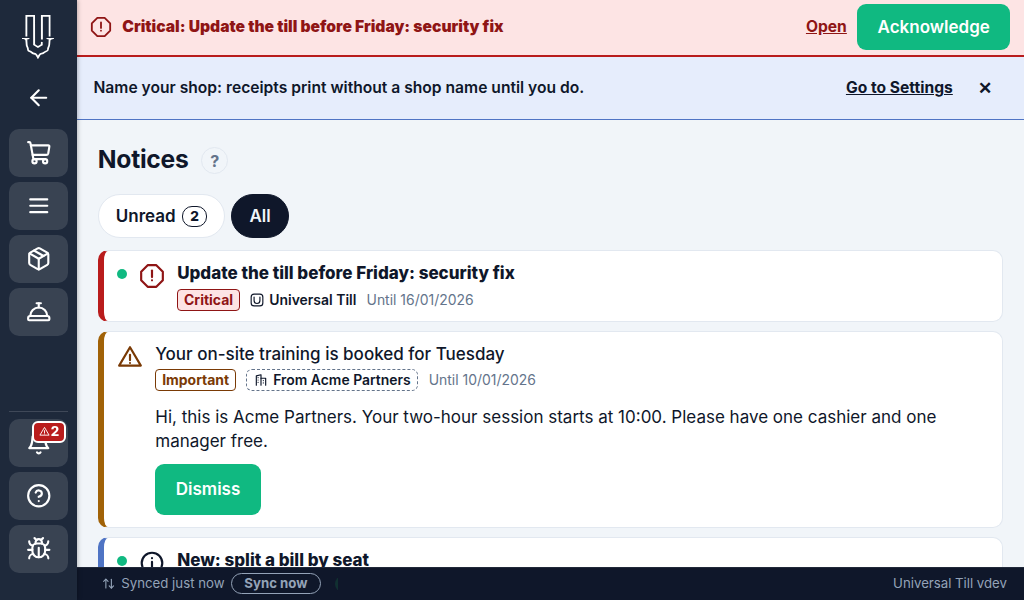 Critical: Update the till before Friday: security fix
Open
Acknowledge
Name your shop: receipts print without a shop name until you do.
Go to Settings
Notices
?
Unread 2
All
Update the till before Friday: security fix
Critical
Universal Till
Until 16/01/2026
Your on-site training is booked for Tuesday
Important
From Acme Partners
Until 10/01/2026
Hi, this is Acme Partners. Your two-hour session starts at 10:00. Please have one cashier and one
manager free.
Dismiss
2
New: split a bill by seat
Synced just now
Sync now
Universal Till vdev